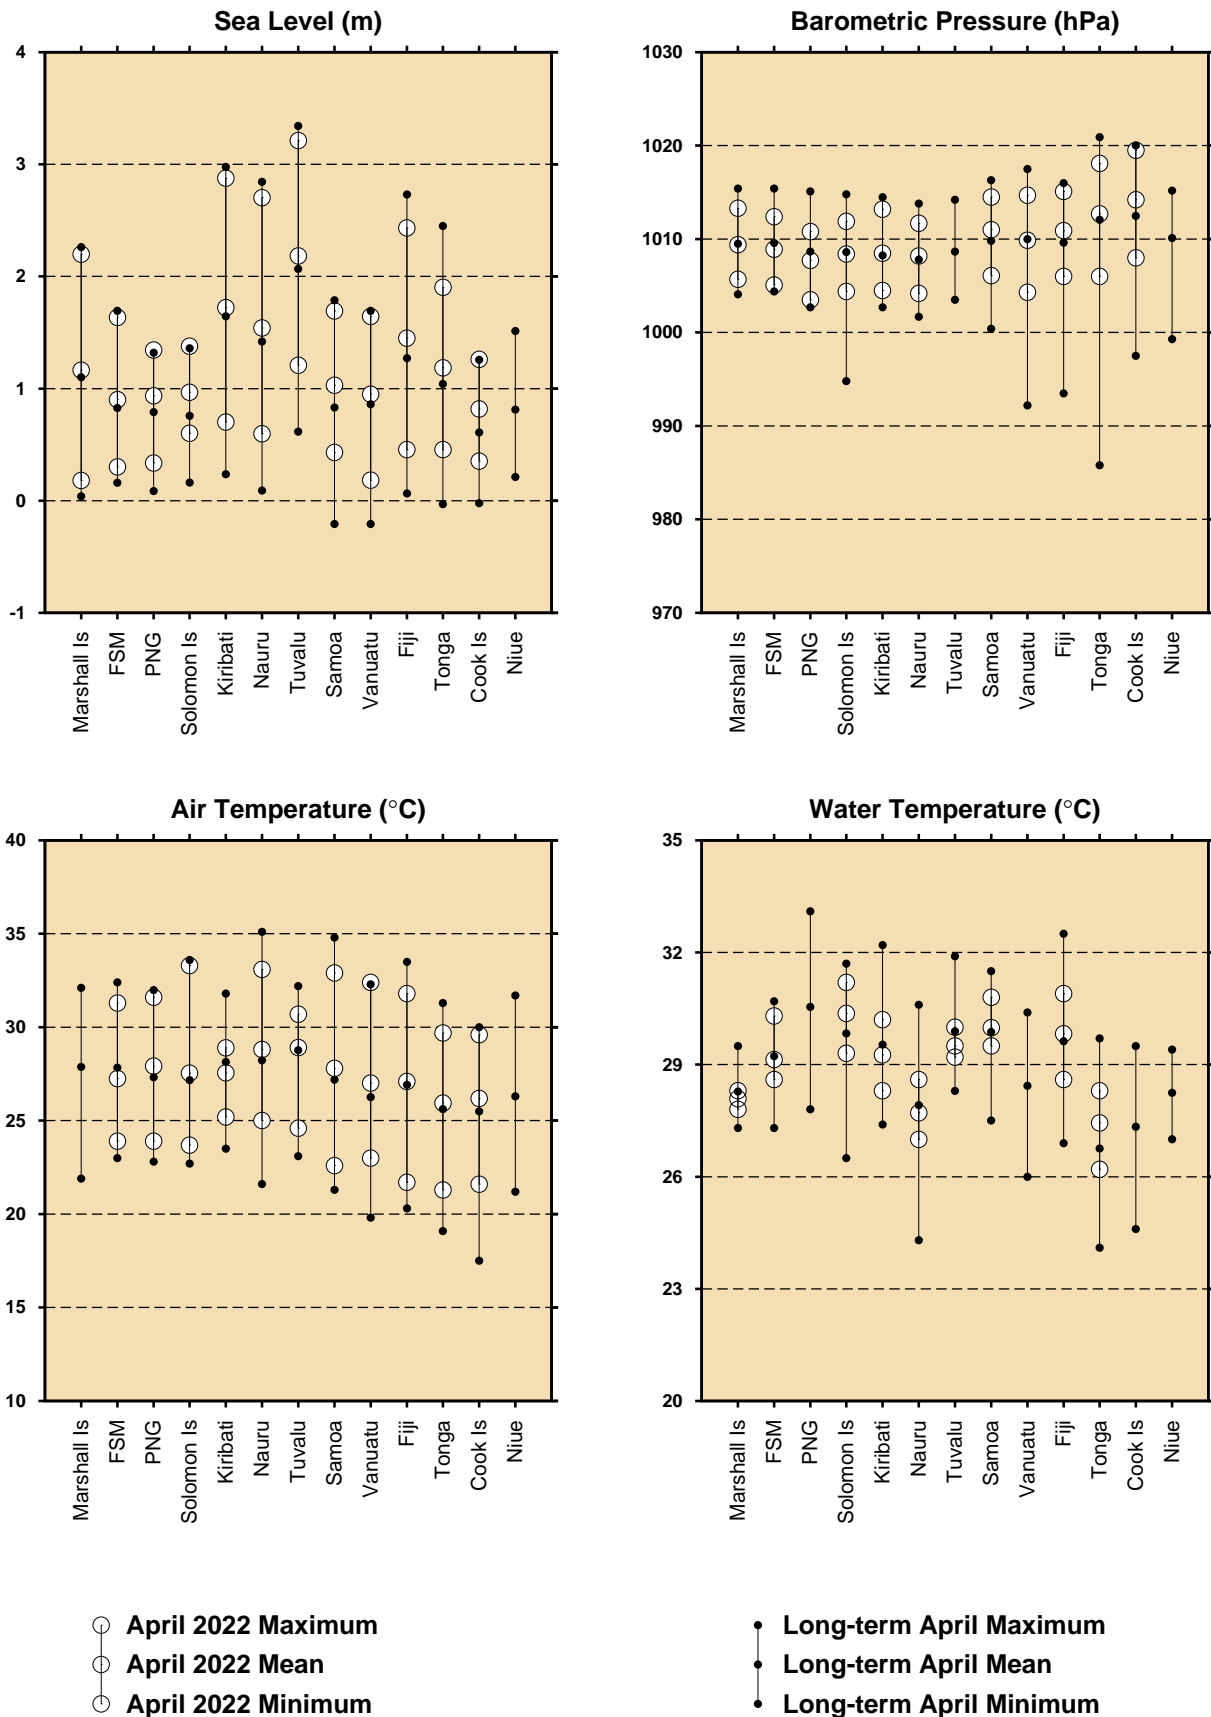 Sea Level (m)
4
3
2
1
0
-1
Marshall Is
FSM
PNG
Solomon Is
Kiribati
Nauru
Tuvalu
Samoa
Vanuatu
Fiji
Tonga
Cook Is
Niue
Barometric Pressure (hPa)
1030
1020
1010
1000
990
980
970
Marshall Is
FSM
PNG
Solomon Is
Kiribati
Nauru
Tuvalu
Samoa
Vanuatu
Fiji
Tonga
Cook Is
Niue
Air Temperature (°C)
40
35
30
25
20
15
10
Marshall Is
FSM
PNG
Solomon Is
Kiribati
Nauru
Tuvalu
Samoa
Vanuatu
Fiji
Tonga
Cook Is
Niue
Water Temperature (°C)
35
32
29
26
23
20
Marshall Is
FSM
PNG
Solomon Is
Kiribati
Nauru
Tuvalu
Samoa
Vanuatu
Fiji
Tonga
Cook Is
Niue
April 2022 Maximum
April 2022 Mean
April 2022 Minimum
Long-term April Maximum
Long-term April Mean
Long-term April Minimum